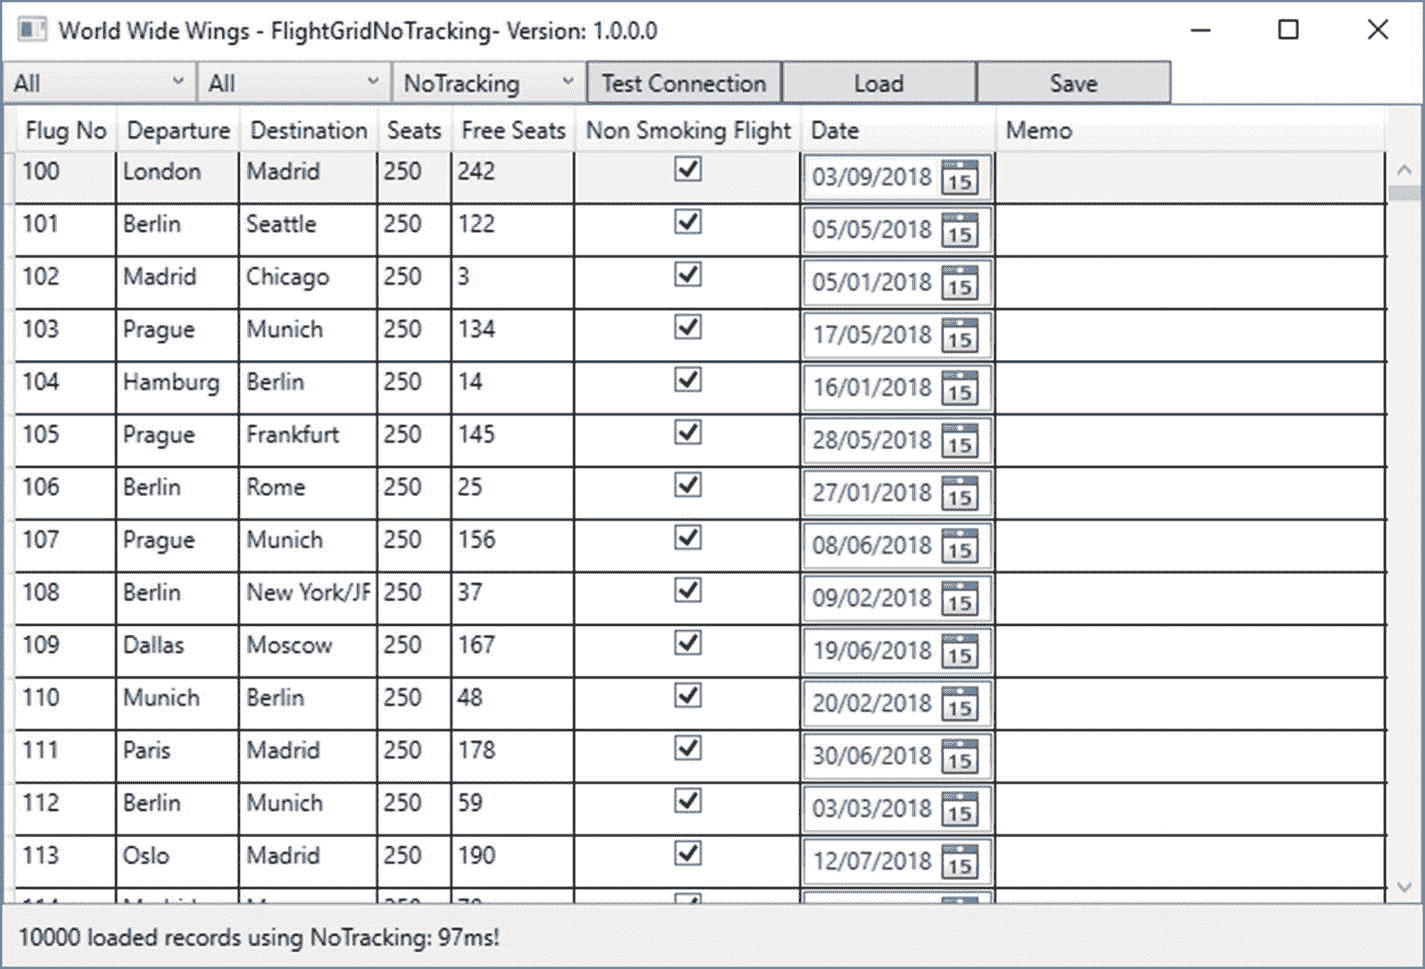 World Wide Wings - FlightGridNoTracking- Version: 1.0.0.0
All All NoTracking Test Connection Load Save
Flug No Departure Destination Seats Free Seats Non Smoking Flight Date Memo
100 London Madrid 250 242 03/09/2018 15
101 Berlin Seattle 250 122 05/05/2018 15
102 Madrid Chicago 250 3 05/01/2018 15
103 Prague Munich 250 134 17/05/2018 15
104 Hamburg Berlin 250 14 16/01/2018 15
105 Prague Frankfurt 250 145 28/05/2018 15
106 Berlin Rome 250 25 27/01/2018 15
107 Prague Munich 250 156 08/06/2018 15
108 Berlin New York/JF 250 37 09/02/2018 15
109 Dallas Moscow 250 167 19/06/2018 15
110 Munich Berlin 250 48 20/02/2018 15
111 Paris Madrid 250 178 30/06/2018 15
112 Berlin Munich 250 59 03/03/2018 15
113 Oslo Madrid 250 190 12/07/2018 15
10000 loaded records using NoTracking: 97ms!